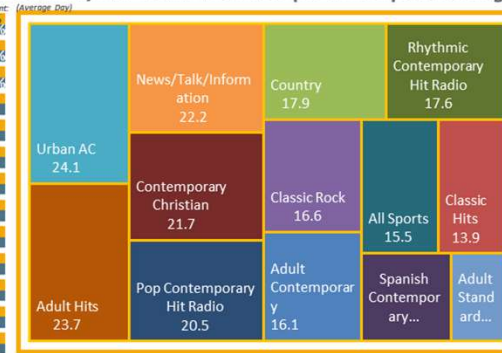 (Average Day)
Urban AC
24.1
Adult Hits
23.7
News/Talk/Inform
ation
22.2
Contemporary
Christian
21.7
Pop Contemporary
Hit Radio
20.5
Country
17.9
Rhythmic
Contemporary
Hit Radio
17.6
Classic Rock
16.6
Adult
Contemporar
y
16.1
All Sports
15.5
Classic
Hits
13.9
Spanish
Contempor
ary...
Adult
Stand
ard...